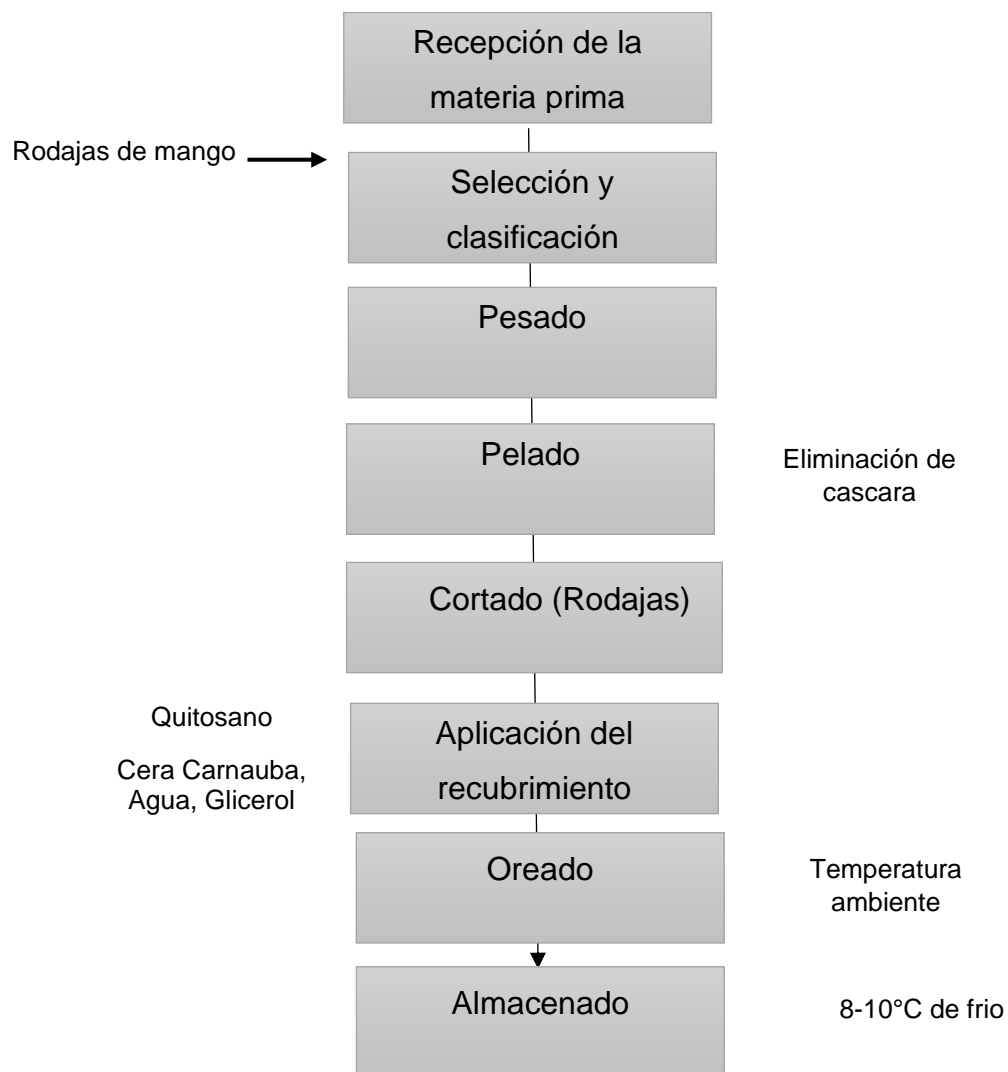 Recepción de la
materia prima
Rodajas de mango
Selección y
clasificación
Pesado
Pelado
Eliminación de
cascara
Cortado (Rodajas)
Quitosano
Cera Carnauba,
Agua, Glicerol
Aplicación del
recubrimiento
Oreado
Temperatura
ambiente
Almacenado
8-10°C de frio